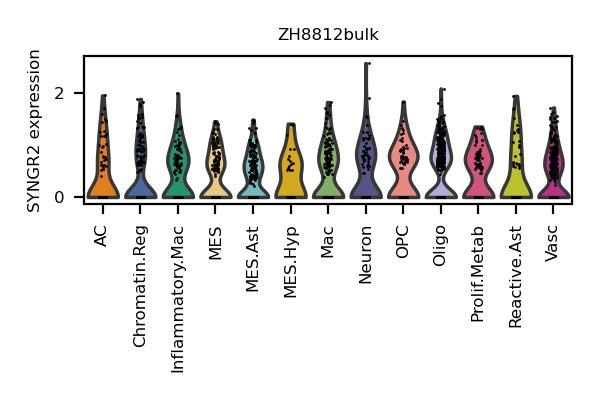 ZH8812bulk
SYNGR2 expression
2
0
AC
Chromatin.Reg
Inflammatory.Mac
MES
MES.Ast
MES.Hyp
Mac
Neuron
OPC
Oligo
Prolif.Metab
Reactive.Ast
Vasc